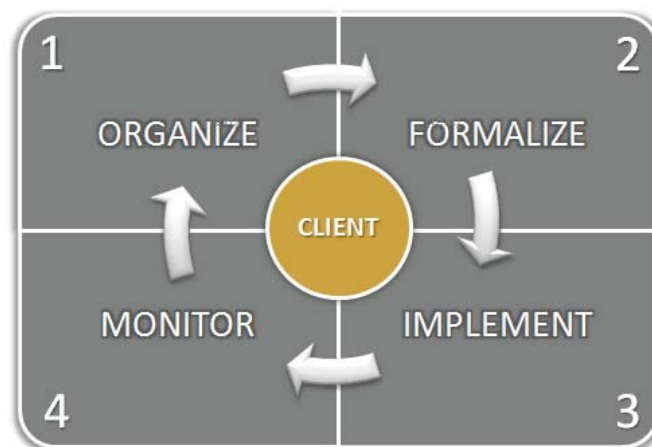 1
2
ORGANIZE
FORMALIZE
CLIENT
MONITOR
IMPLEMENT
4
3